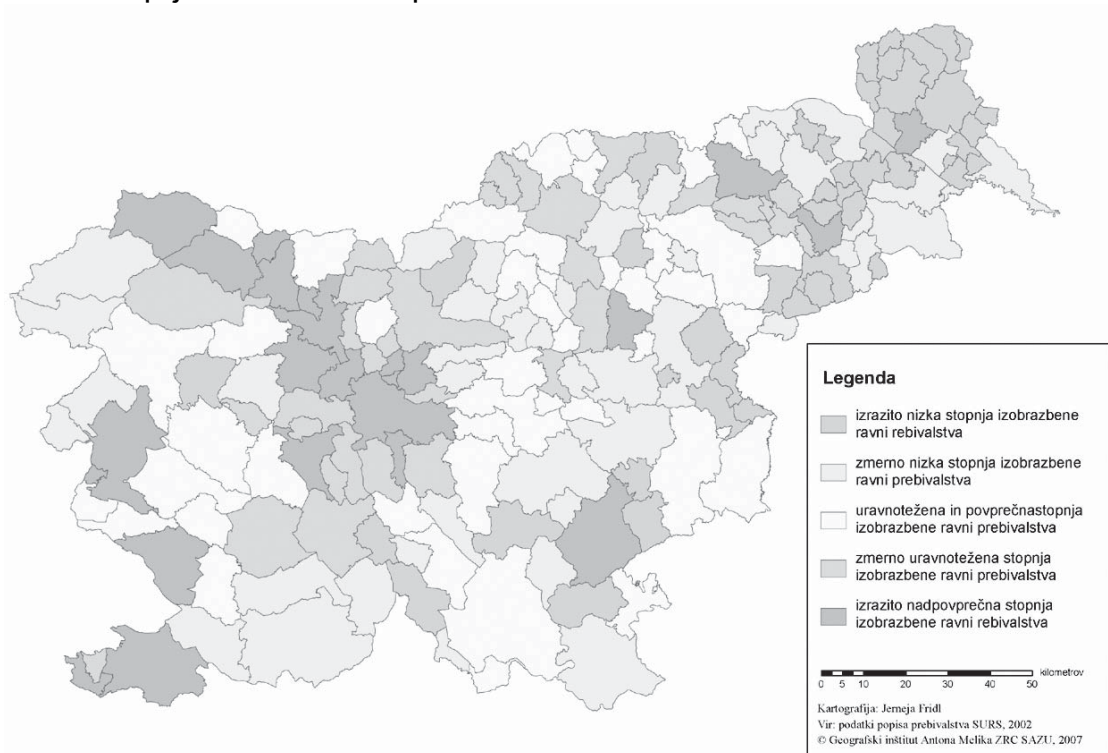 Legenda
izrazito nizka stopnja izobrazbene
ravni rebivalstva
zmerno nizka stopnja izobrazbene
ravni prebivalstva
uravnotežena in povprečnastopnja
izobrazbene ravni prebivalstva
zmerno uravnotežena stopnja
izobrazbene ravni prebivalstva
izrazito nadpovprečna stopnja
izobrazbene ravni rebivalstva
kilometrov
0 5 10 20 30 40 50
Kartografija: Jerneja Fridl
Vir: podatki popisa prebivalstva SURS, 2002
© Geografski inštitut Antona Melika ZRC SAZU, 2007